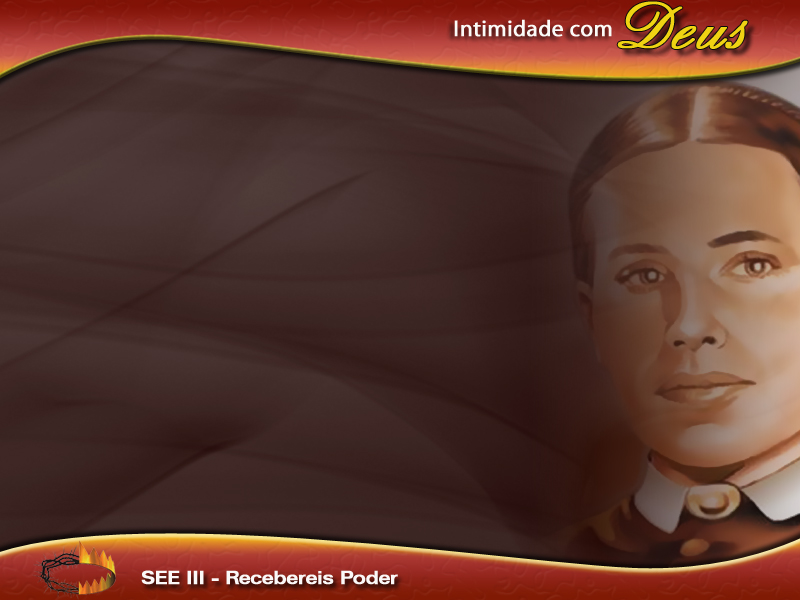 Intimidade com Deus
SEE III - Recebereis Poder